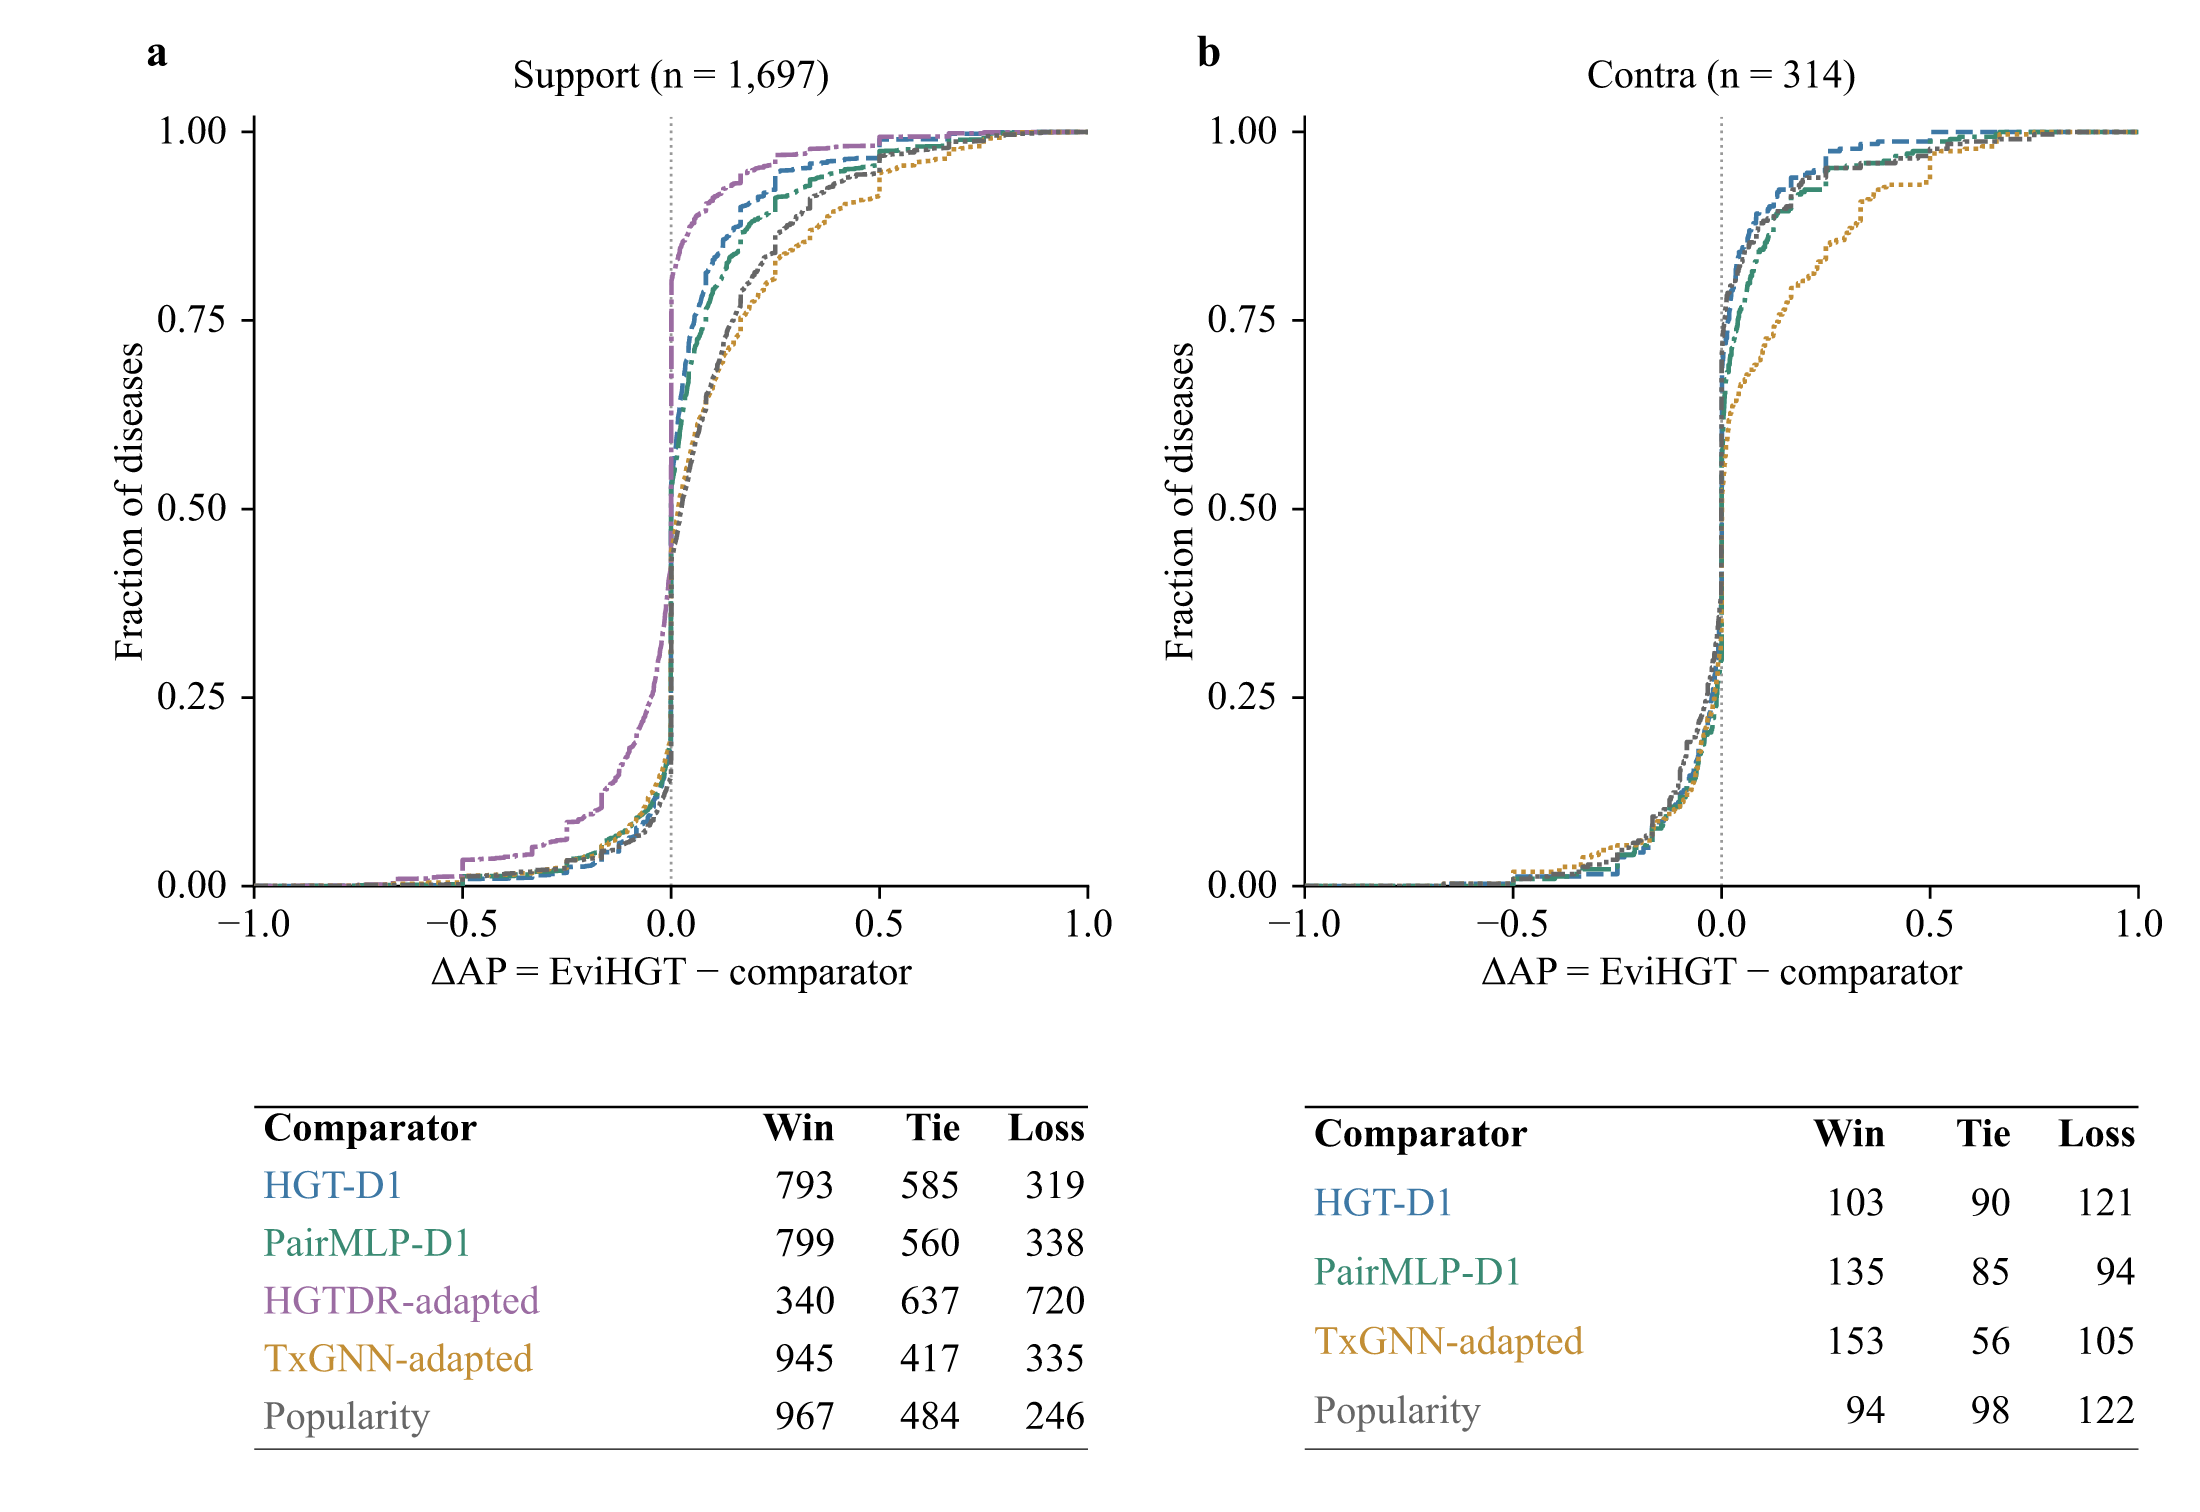 a
Support (n = 1,697)
1.00
0.75
0.50
0.25
0.00
Fraction of diseases
−1.0 −0.5 0.0 0.5 1.0
ΔAP = EviHGT − comparator
Comparator Win Tie Loss
HGT-D1 793 585 319
PairMLP-D1 799 560 338
HGTDR-adapted 340 637 720
TxGNN-adapted 945 417 335
Popularity 967 484 246
b
Contra (n = 314)
1.00
0.75
0.50
0.25
0.00
Fraction of diseases
−1.0 −0.5 0.0 0.5 1.0
ΔAP = EviHGT − comparator
Comparator Win Tie Loss
HGT-D1 103 90 121
PairMLP-D1 135 85 94
TxGNN-adapted 153 56 105
Popularity 94 98 122